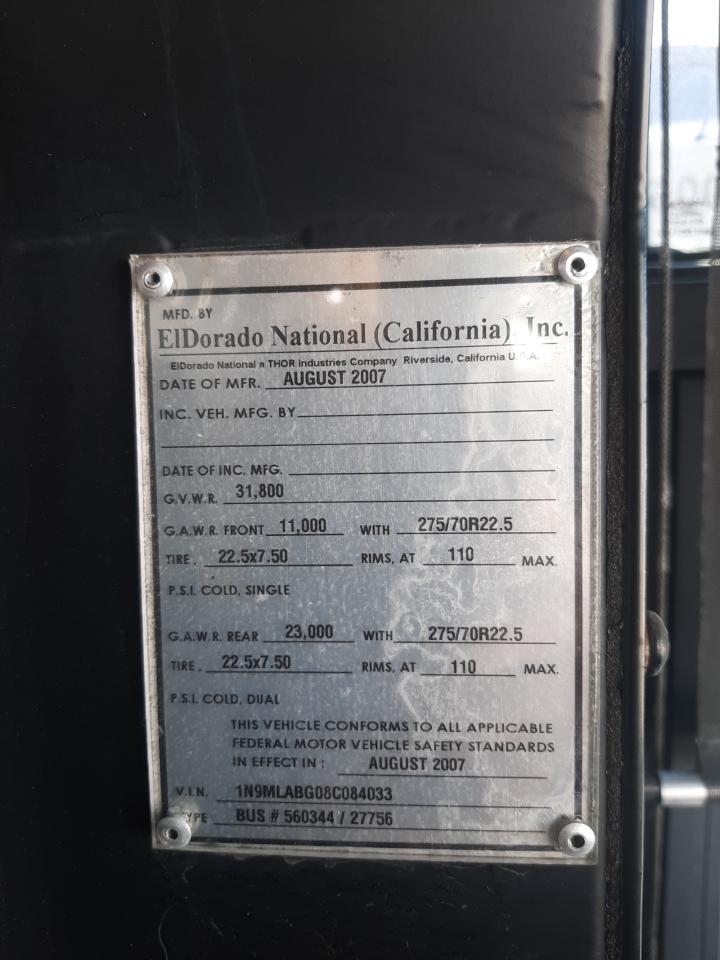 MFD. BY
ElDorado National (California), Inc.
ElDorado National a THOR Industries Company Riverside, California U.S.A.
DATE OF MFR. AUGUST 2007
INC. VEH. MFG. BY
DATE OF INC. MFG.
G.V.W.R. 31,800
G.A.W.R. FRONT 11,000 WITH 275/70R22.5
TIRE. 22.5x7.50 RIMS, AT 110 MAX.
P.S.I. COLD, SINGLE
G.A.W.R. REAR 23,000 WITH 275/70R22.5
TIRE. 22.5x7.50 RIMS, AT 110 MAX.
P.S.I. COLD, DUAL
THIS VEHICLE CONFORMS TO ALL APPLICABLE
FEDERAL MOTOR VEHICLE SAFETY STANDARDS
IN EFFECT IN : AUGUST 2007
V.I.N. 1N9MLABG08C084033
YPE BUS # 560344 / 27756